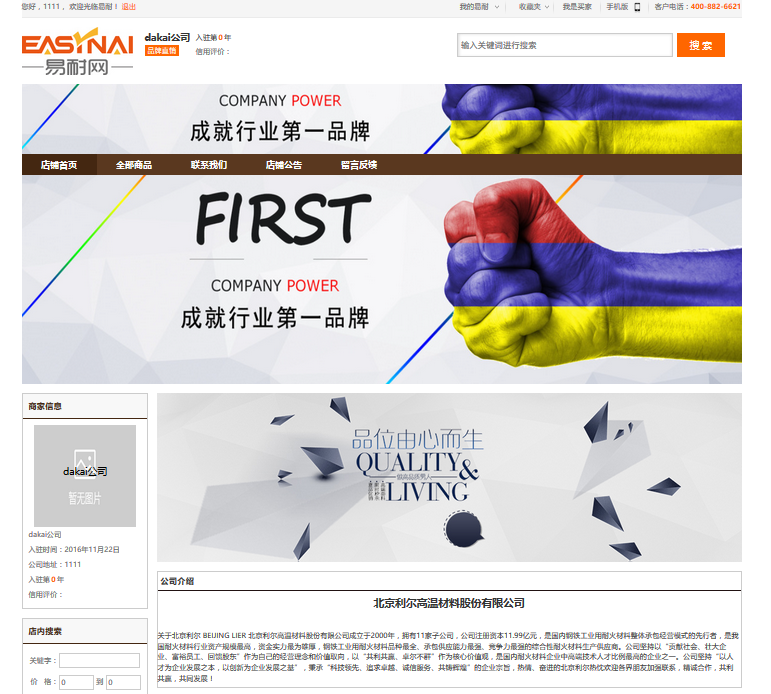 您好，1111， 欢迎光临易耐！ 退出
我的易耐 收藏夹 我是买家 手机版 客户电话：400-882-6621
EASYNAI
易耐网
dakai公司 入驻第 0 年
品牌直销 信用评价：
输入关键词进行搜索 搜 索
COMPANY POWER
成就行业第一品牌
店铺首页 全部商品 联系我们 店铺公告 留言反馈
FIRST
COMPANY POWER
成就行业第一品牌
商家信息
dakai公司
暂无图片
dakai公司
入驻时间：2016年11月22日
公司地址：1111
入驻第 0 年
信用评价：
店内搜索
关键字：
价 格： 0 到 0
品位由心而生
QUALITY&
LIVING
公司介绍
北京利尔高温材料股份有限公司
关于北京利尔 BEIJING LIER 北京利尔高温材料股份有限公司成立于2000年，拥有11家子公司，公司注册资本11.99亿元，是国内钢铁工业用耐火材料整体承包经营模式的先行者，是我
国耐火材料行业资产规模最高，资金实力最为雄厚，钢铁工业用耐火材料品种最全、承包供应能力最强、竞争力最强的综合性耐火材料生产供应商。公司坚持以“贡献社会、壮大企
业、富裕员工、回馈股东”作为自己的经营理念和价值取向，以“共利共赢、卓尔不群”作为核心价值观，是国内耐火材料企业中高端技术人才比例最高的企业之一。公司坚持“以人
才为企业发展之本，以创新为企业发展之基”，秉承“科技领先、追求卓越、诚信服务、共铸辉煌”的企业宗旨，热情、奋进的北京利尔热忱欢迎各界朋友加强联系，精诚合作，共利
共赢，共同发展！